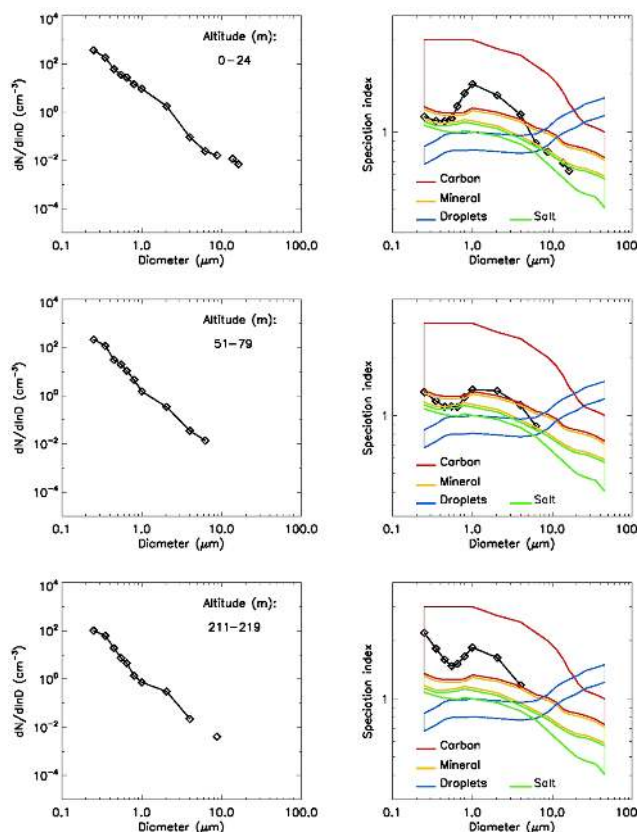 10⁴
10²
10⁰
10⁻²
10⁻⁴
dN/dlnD (cm⁻³)
Altitude (m):
0−24
0.1 1.0 10.0 100.0
Diameter (μm)
Speciation index
1
Carbon
Mineral
Droplets Salt
0.1 1.0 10.0 100.0
Diameter (μm)
10⁴
10²
10⁰
10⁻²
10⁻⁴
dN/dlnD (cm⁻³)
Altitude (m):
51−79
0.1 1.0 10.0 100.0
Diameter (μm)
Speciation index
1
Carbon
Mineral
Droplets Salt
0.1 1.0 10.0 100.0
Diameter (μm)
10⁴
10²
10⁰
10⁻²
10⁻⁴
dN/dlnD (cm⁻³)
Altitude (m):
211−219
0.1 1.0 10.0 100.0
Diameter (μm)
Speciation index
1
Carbon
Mineral
Droplets Salt
0.1 1.0 10.0 100.0
Diameter (μm)